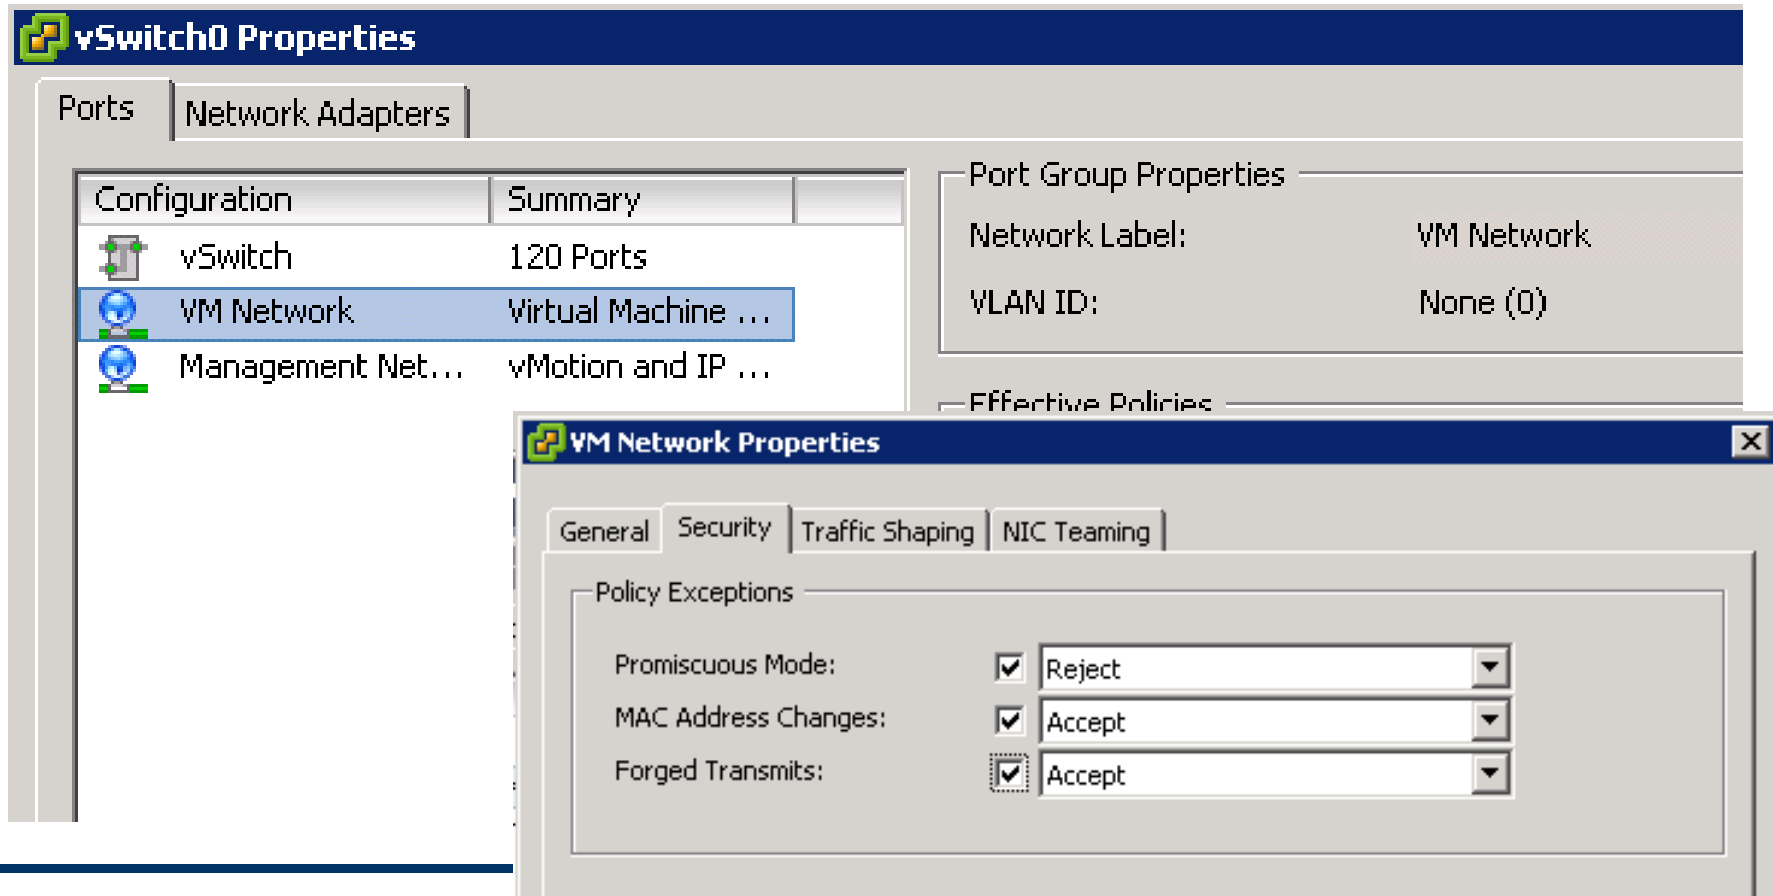 vSwitch0 Properties
Ports Network Adapters
Configuration Summary
vSwitch 120 Ports
VM Network Virtual Machine ...
Management Net... vMotion and IP ...
Port Group Properties
Network Label: VM Network
VLAN ID: None (0)
Effective Policies
VM Network Properties
General Security Traffic Shaping NIC Teaming
Policy Exceptions
Promiscuous Mode: Reject
MAC Address Changes: Accept
Forged Transmits: Accept